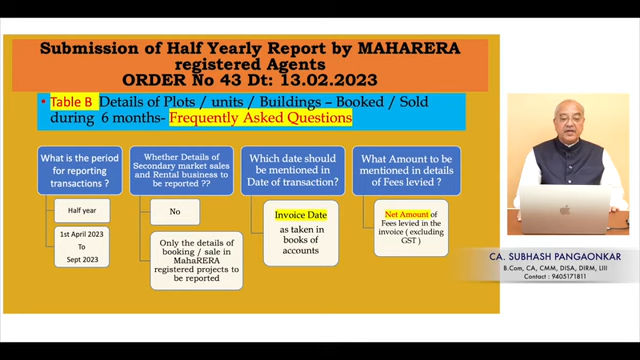 Submission of Half Yearly Report by MAHARERA
registered Agents
ORDER No 43 Dt: 13.02.2023
• Table B Details of Plots / units / Buildings – Booked / Sold
during 6 months- Frequently Asked Questions
What is the period
for reporting
transactions ?
Half year
1st April 2023
To
Sept 2023
Whether Details of
Secondary market sales
and Rental business to
be reported ??
No
Only the details of
booking / sale in
MahaRERA
registered projects to
be reported
Which date should
be mentioned in
Date of transaction?
Invoice Date
as taken in
books of
accounts
What Amount to be
mentioned in details
of Fees levied ?
Net Amount of
Fees levied in the
invoice ( excluding
GST )
CA. SUBHASH PANGAONKAR
B.Com, CA, CMM, DISA, DIRM, LIII
Contact : 9405171811